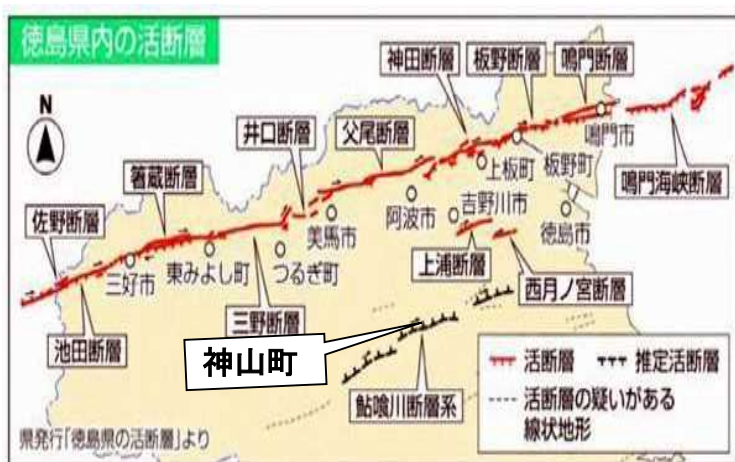 徳島県内の活断層
N
神田断層
板野断層
鳴門断層
井口断層
父尾断層
鳴門市
箸蔵断層
上板町
板野町
鳴門海峡断層
佐野断層
阿波市
吉野川市
美馬市
徳島市
三好市
東みよし町
つるぎ町
上浦断層
西月ノ宮断層
池田断層
三野断層
神山町
鮎喰川断層系
活断層
推定活断層
活断層の疑いがある
線状地形
県発行「徳島県の活断層」より